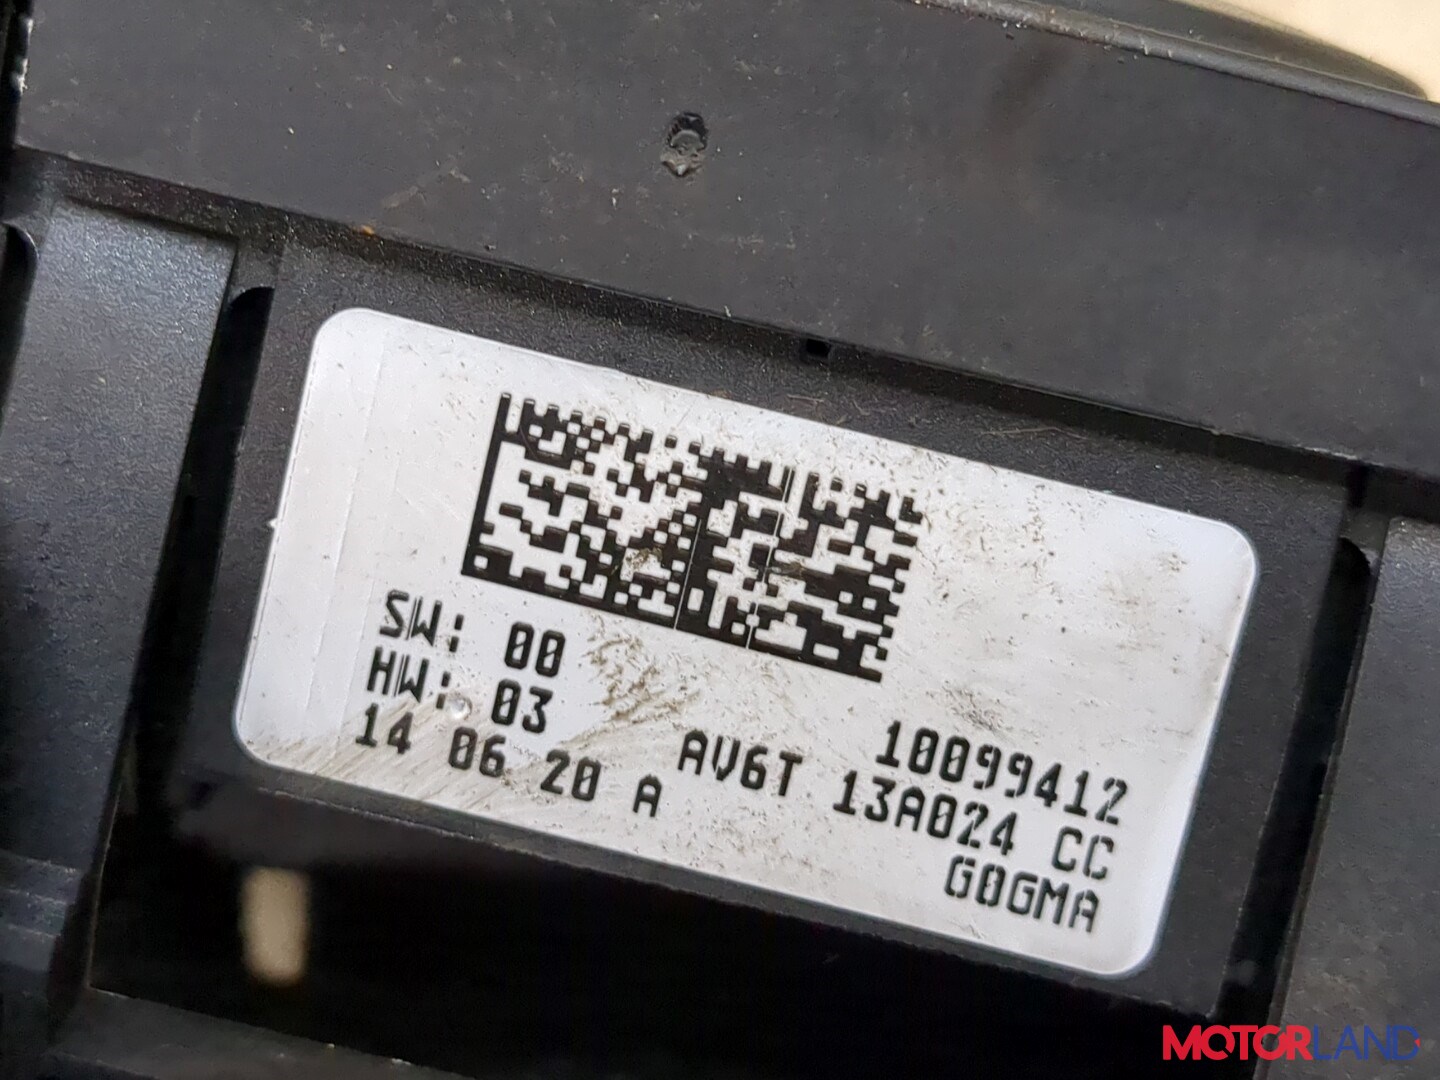 SW: 00
HW: 03
14 06 20 A
10099412
AV6T 13A024 CC
G0GMA
MOTORLAND